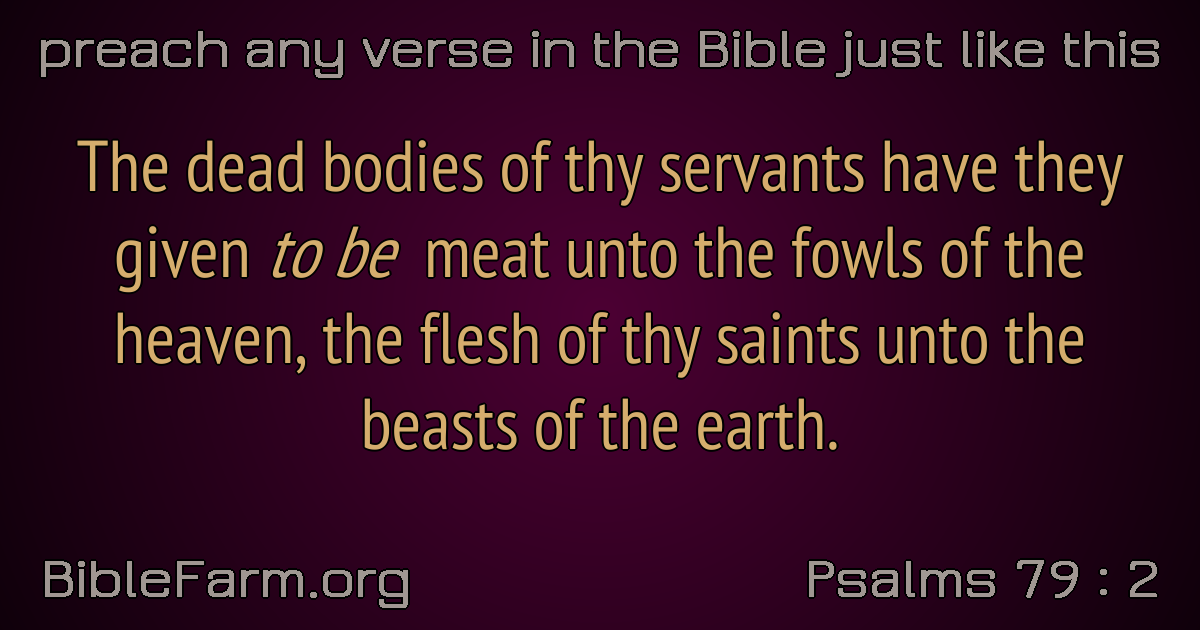 preach any verse in the Bible just like this
The dead bodies of thy servants have they
given to be meat unto the fowls of the
heaven, the flesh of thy saints unto the
beasts of the earth.
BibleFarm.org
Psalms 79 : 2